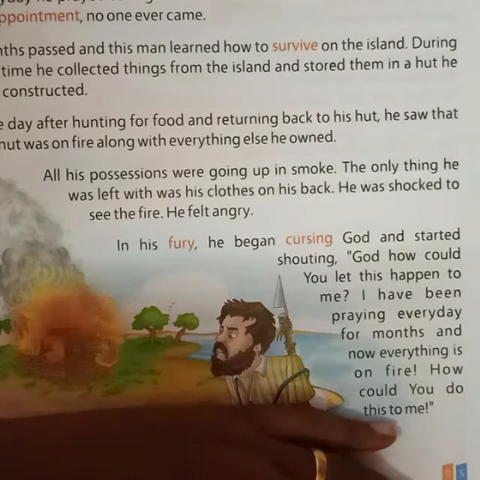 ppointment, no one ever came.
nths passed and this man learned how to survive on the island. During
time he collected things from the island and stored them in a hut he
constructed.
e day after hunting for food and returning back to his hut, he saw that
hut was on fire along with everything else he owned.
All his possessions were going up in smoke. The only thing he
was left with was his clothes on his back. He was shocked to
see the fire. He felt angry.
In his fury, he began cursing God and started
shouting, "God how could
You let this happen to
me? I have been
praying everyday
for months and
now everything is
on fire! How
could You do
this to me!"